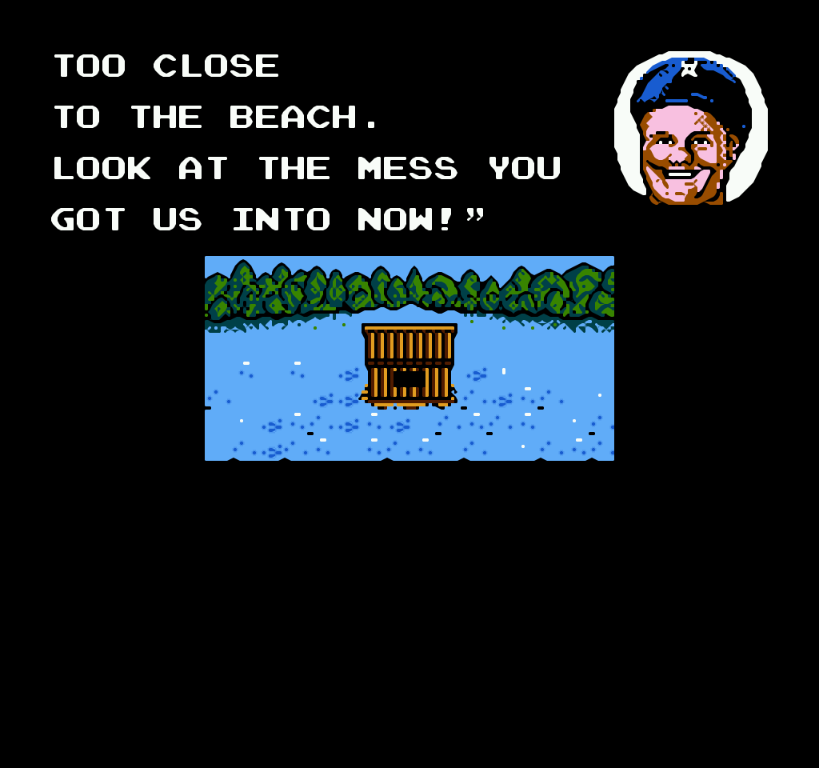 TOO CLOSE
TO THE BEACH.
LOOK AT THE MESS YOU
GOT US INTO NOW!”